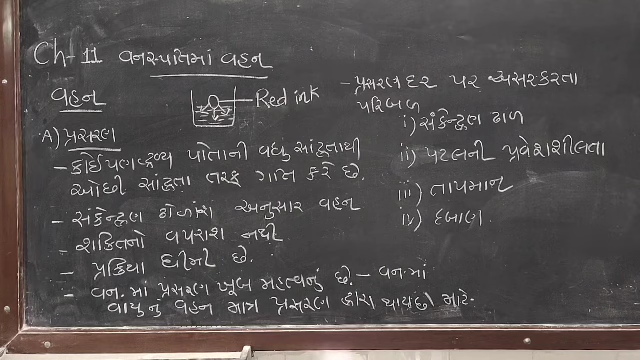 Ch-11 વનસ્પતિમાં વહન
વહન
Red ink
A) પ્રસરણ
- કોઈપણ દ્રવ્ય પોતાની વધુ સાંદ્રતાથી
ઓછી સાંદ્રતા તરફ ગતિ કરે છે.
- સંકેન્દ્રણ ઢોળાંશ અનુસાર વહન
- શક્તિનો વપરાશ નથી
- પ્રક્રિયા ધીમી છે.
- વન. માં પ્રસરણ ખૂબ મહત્વનું છે. - વન. માં
વાયુનું વહન માત્ર પ્રસરણ દ્વારા થાય છે માટે.
- પ્રસરણ દર પર અસરકરતા
પરિબળ
i) સંકેન્દ્રણ ઢાળ
ii) પટલની પ્રવેશશીલતા
iii) તાપમાન
iv) દબાણ.